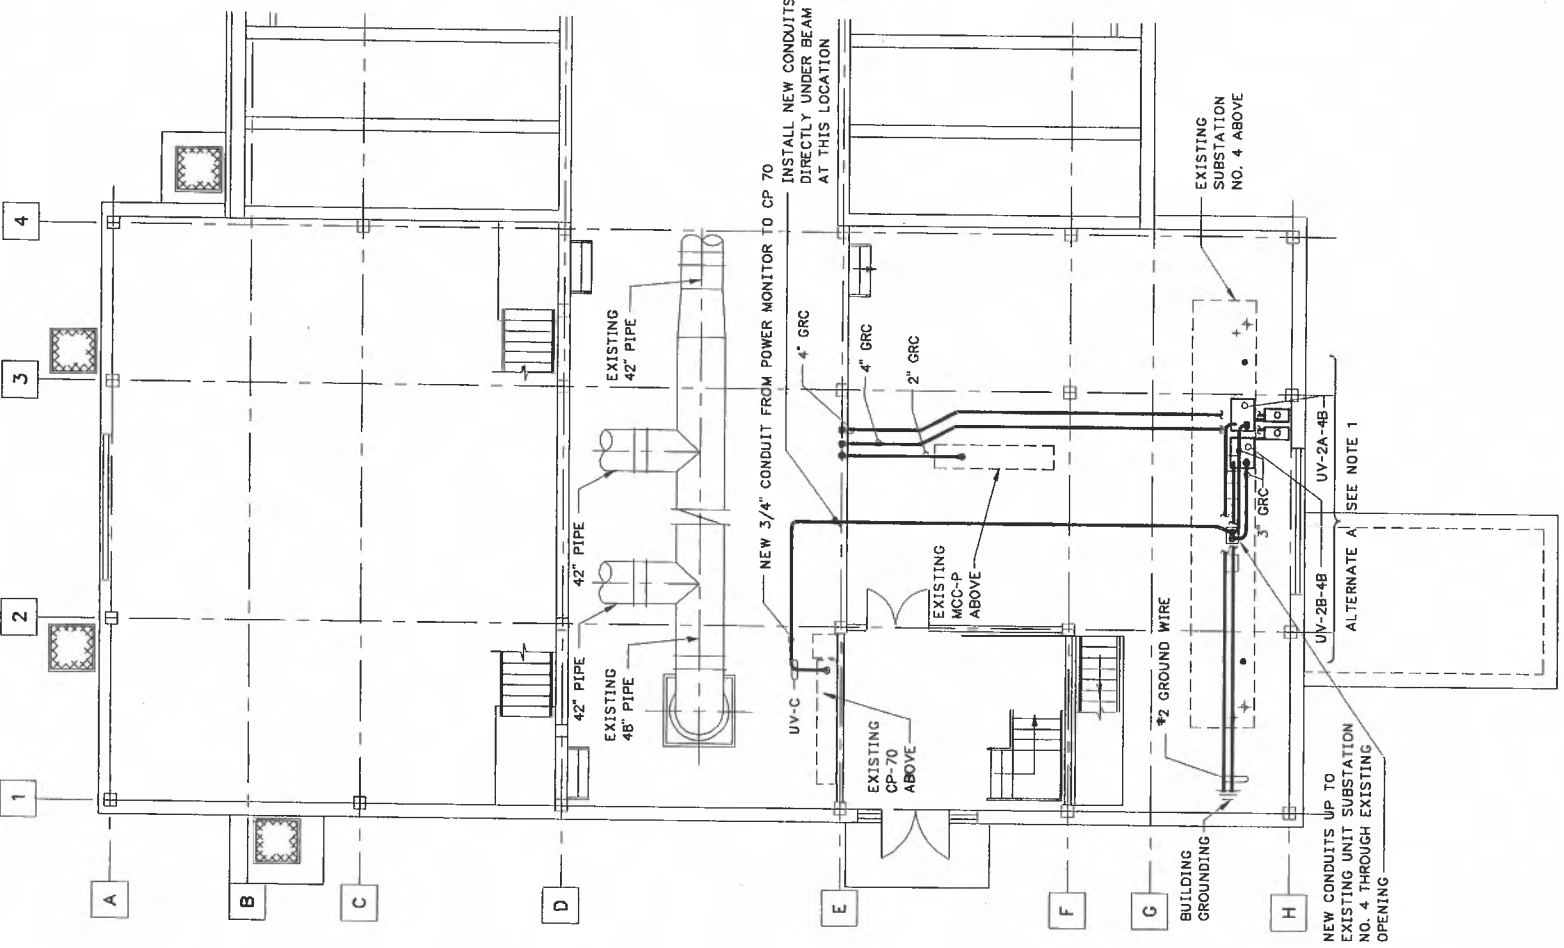 4
3
2
1
A
B
C
D
E
F
G
H
INSTALL NEW CONDUITS
DIRECTLY UNDER BEAM
AT THIS LOCATION
NEW 3/4" CONDUIT FROM POWER MONITOR TO CP 70
EXISTING
42" PIPE
42" PIPE
42" PIPE
EXISTING
48" PIPE
4" GRC
4" GRC
2" GRC
EXISTING
SUBSTATION
NO. 4 ABOVE
EXISTING
MCC-P
ABOVE
UV-C
EXISTING
CP-70
ABOVE
#2 GROUND WIRE
3" GRC
UV-2A-4B
UV-2B-4B
ALTERNATE A SEE NOTE 1
BUILDING
GROUNDING
NEW CONDUITS UP TO
EXISTING UNIT SUBSTATION
NO. 4 THROUGH EXISTING
OPENING